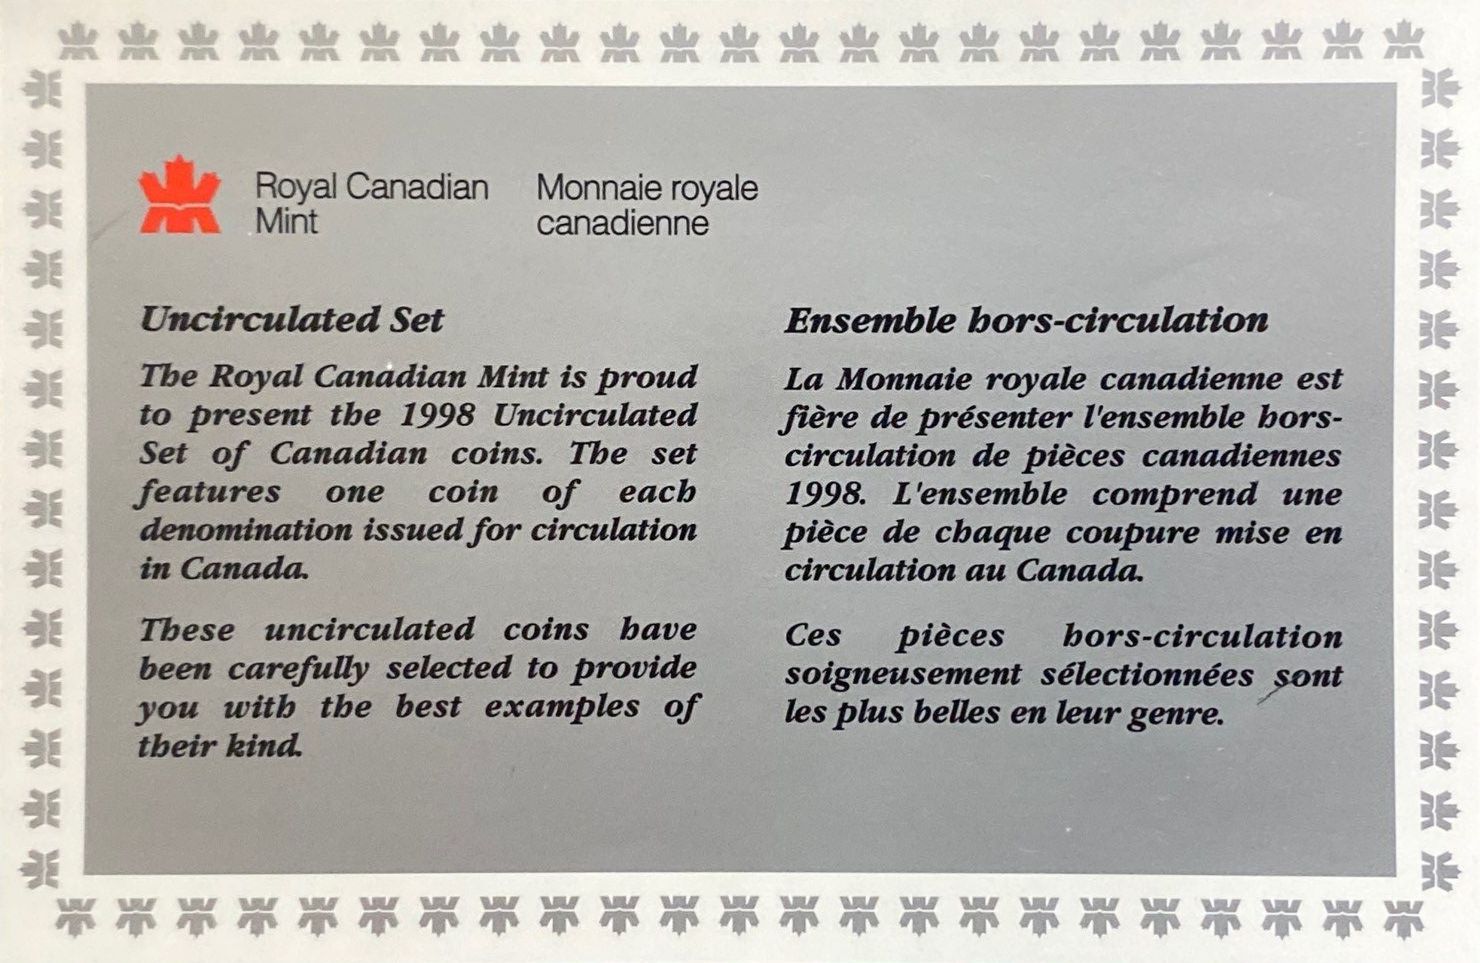 Royal Canadian
Mint
Monnaie royale
canadienne
Uncirculated Set
The Royal Canadian Mint is proud
to present the 1998 Uncirculated
Set of Canadian coins. The set
features one coin of each
denomination issued for circulation
in Canada.
These uncirculated coins have
been carefully selected to provide
you with the best examples of
their kind.
Ensemble hors-circulation
La Monnaie royale canadienne est
fière de présenter l'ensemble hors-
circulation de pièces canadiennes
1998. L'ensemble comprend une
pièce de chaque coupure mise en
circulation au Canada.
Ces pièces hors-circulation
soigneusement sélectionnées sont
les plus belles en leur genre.